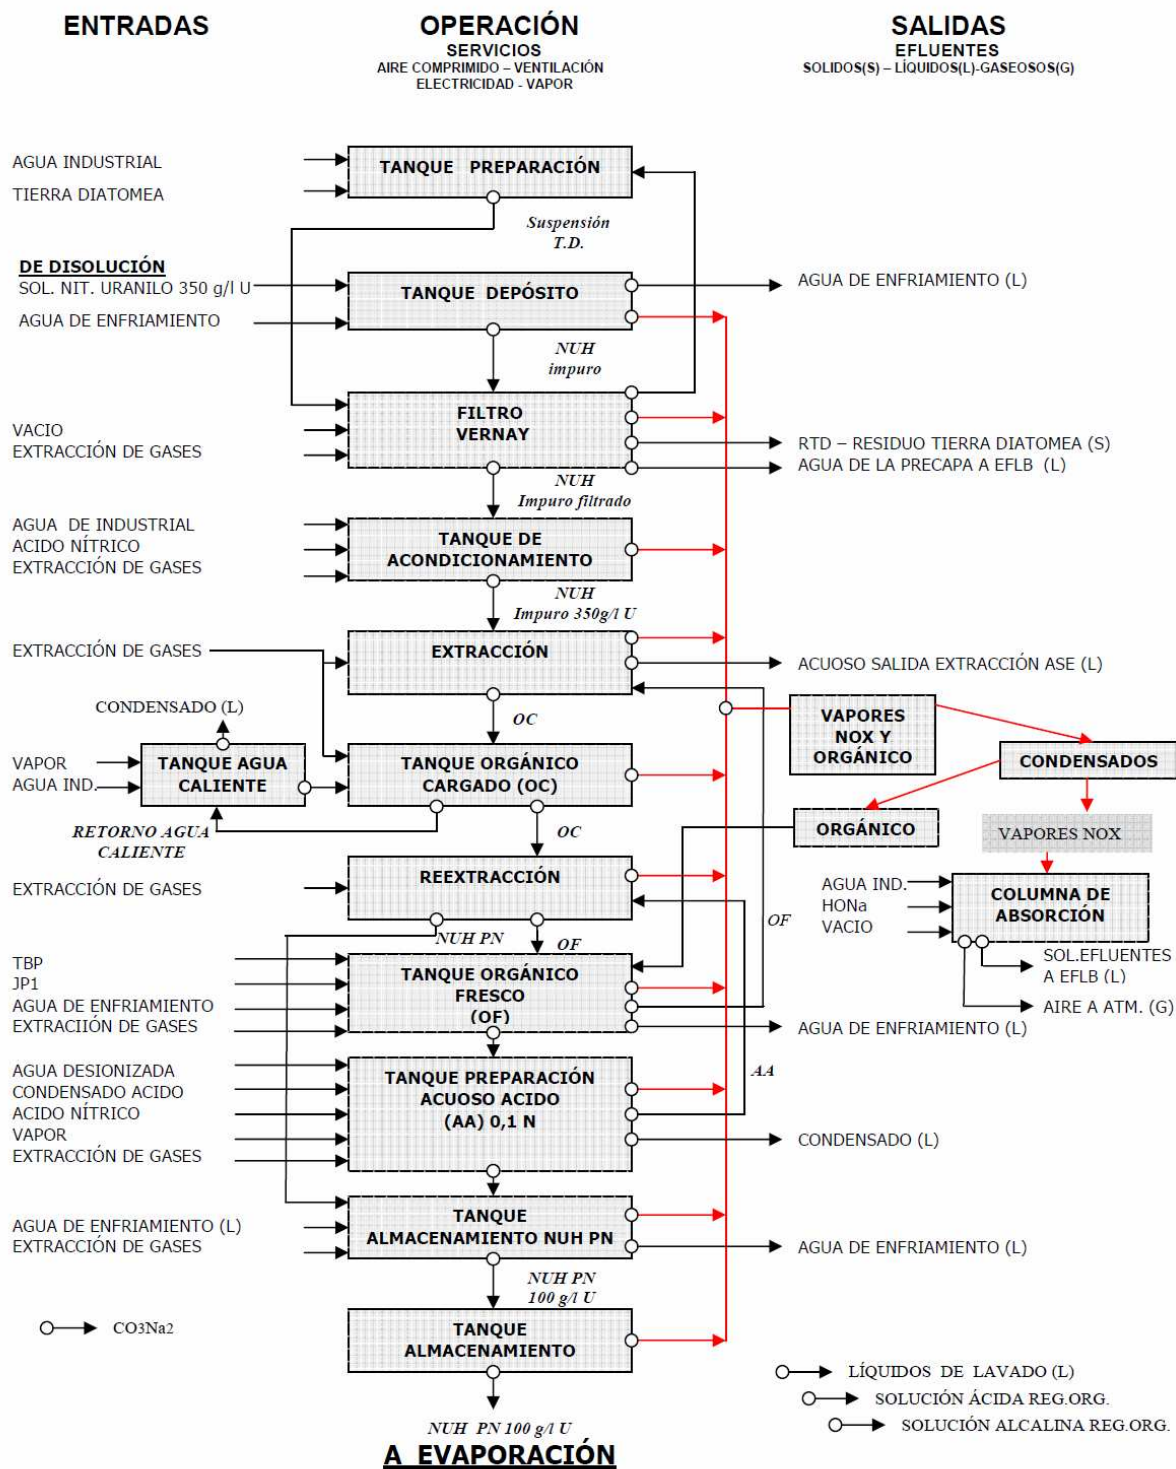 ENTRADAS
OPERACIÓN
SERVICIOS
AIRE COMPRIMIDO – VENTILACIÓN
ELECTRICIDAD - VAPOR
SALIDAS
EFLUENTES
SOLIDOS(S) – LÍQUIDOS(L)-GASEOSOS(G)
AGUA INDUSTRIAL
TIERRA DIATOMEA
TANQUE PREPARACIÓN
Suspensión
T.D.
DE DISOLUCIÓN
SOL. NIT. URANILO 350 g/l U
AGUA DE ENFRIAMIENTO
TANQUE DEPÓSITO
AGUA DE ENFRIAMIENTO (L)
NUH
impuro
VACIO
EXTRACCIÓN DE GASES
FILTRO
VERNAY
RTD – RESIDUO TIERRA DIATOMEA (S)
AGUA DE LA PRECAPA A EFLB (L)
NUH
Impuro filtrado
AGUA DE INDUSTRIAL
ACIDO NÍTRICO
EXTRACCIÓN DE GASES
TANQUE DE
ACONDICIONAMIENTO
NUH
Impuro 350g/l U
EXTRACCIÓN DE GASES
EXTRACCIÓN
ACUOSO SALIDA EXTRACCIÓN ASE (L)
OC
CONDENSADO (L)
VAPOR
AGUA IND.
TANQUE AGUA
CALIENTE
TANQUE ORGÁNICO
CARGADO (OC)
VAPORES
NOX Y
ORGÁNICO
CONDENSADOS
RETORNO AGUA
CALIENTE
OC
ORGÁNICO
VAPORES NOX
EXTRACCIÓN DE GASES
REEXTRACCIÓN
AGUA IND.
HONa
VACIO
COLUMNA DE
ABSORCIÓN
OF
NUH PN
OF
SOL.EFLUENTES
A EFLB (L)
AIRE A ATM. (G)
TBP
JP1
AGUA DE ENFRIAMIENTO
EXTRACIIÓN DE GASES
TANQUE ORGÁNICO
FRESCO
(OF)
AGUA DE ENFRIAMIENTO (L)
AA
AGUA DESIONIZADA
CONDENSADO ACIDO
ACIDO NÍTRICO
VAPOR
EXTRACCIÓN DE GASES
TANQUE PREPARACIÓN
ACUOSO ACIDO
(AA) 0,1 N
CONDENSADO (L)
AGUA DE ENFRIAMIENTO (L)
EXTRACCIÓN DE GASES
TANQUE
ALMACENAMIENTO NUH PN
AGUA DE ENFRIAMIENTO (L)
NUH PN
100 g/l U
CO3Na2
TANQUE
ALMACENAMIENTO
LÍQUIDOS DE LAVADO (L)
SOLUCIÓN ÁCIDA REG.ORG.
SOLUCIÓN ALCALINA REG.ORG.
NUH PN 100 g/l U
A EVAPORACIÓN